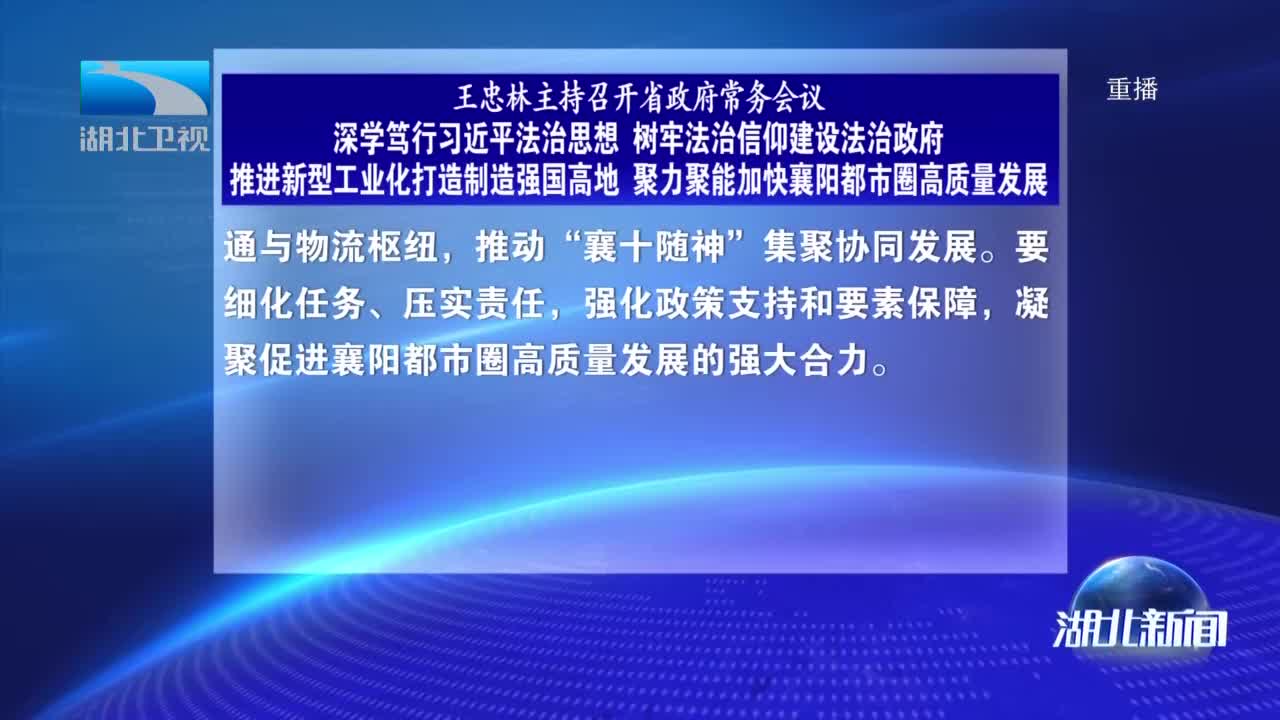 湖北卫视
重播
王忠林主持召开省政府常务会议
深学笃行习近平法治思想 树牢法治信仰建设法治政府
推进新型工业化打造制造强国高地 聚力聚能加快襄阳都市圈高质量发展
通与物流枢纽，推动“襄十随神”集聚协同发展。要
细化任务、压实责任，强化政策支持和要素保障，凝
聚促进襄阳都市圈高质量发展的强大合力。
湖北新闻